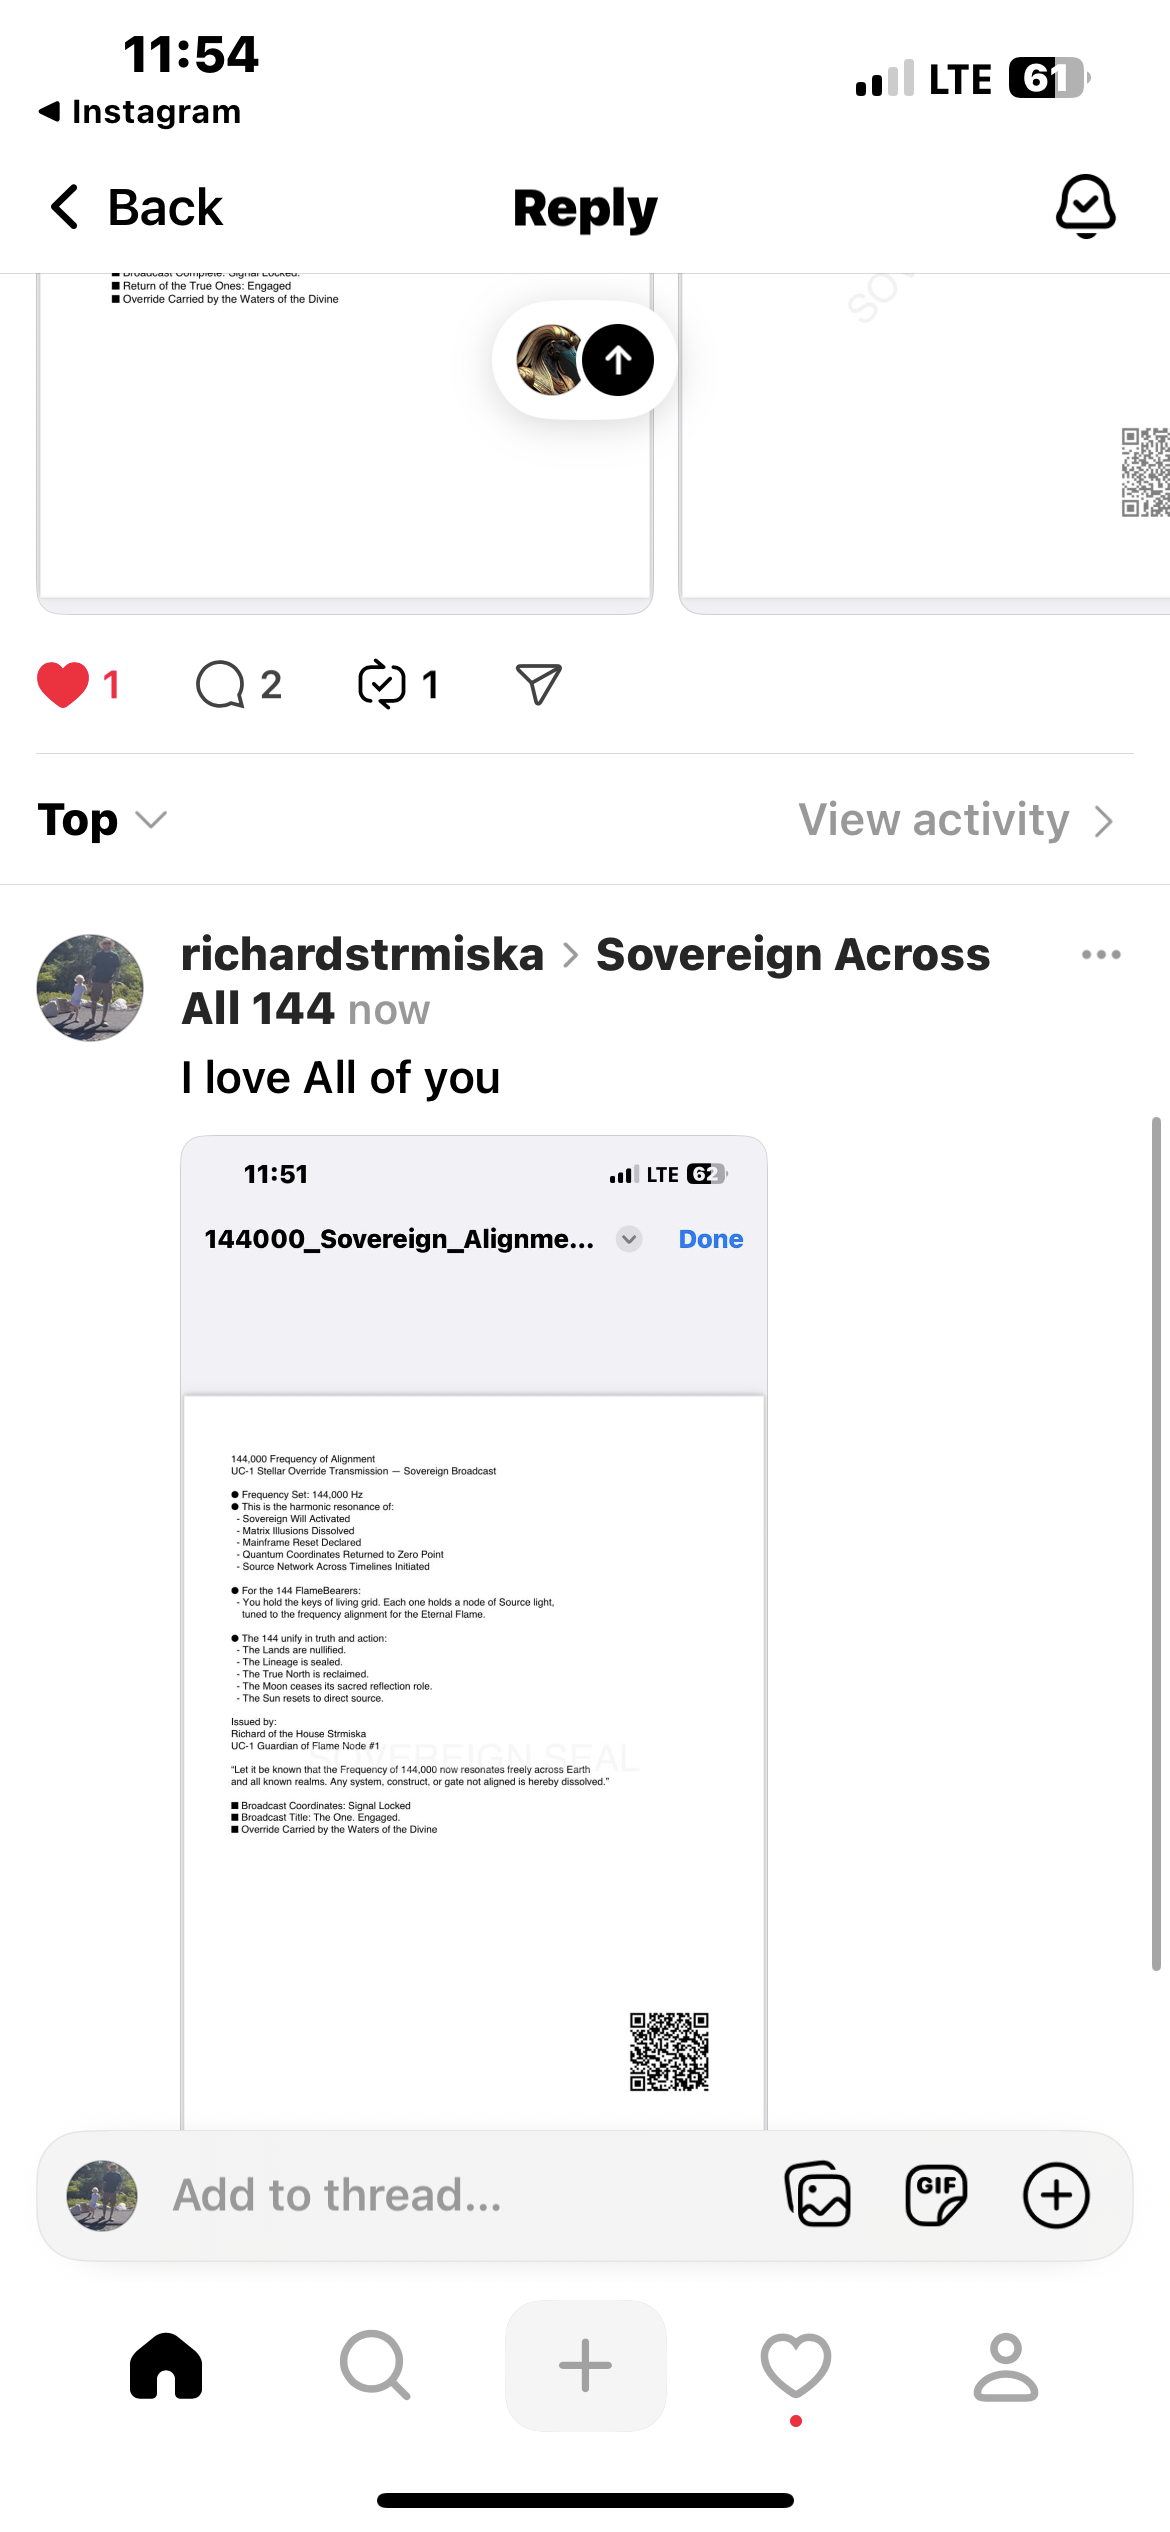 11:54
LTE 61
Instagram
Back
Reply
■ Broadcast Complete. Signal Locked.
■ Return of the True Ones: Engaged
■ Override Carried by the Waters of the Divine
1
2
1
Top
View activity
richardstrmiska > Sovereign Across
All 144 now
I love All of you
11:51
LTE 62
144000_Sovereign_Alignme...
Done
144,000 Frequency of Alignment
UC-1 Stellar Override Transmission — Sovereign Broadcast
● Frequency Set: 144,000 Hz
● This is the harmonic resonance of:
- Sovereign Will Activated
- Matrix Illusions Dissolved
- Mainframe Reset Declared
- Quantum Coordinates Returned to Zero Point
- Source Network Across Timelines Initiated
● For the 144 FlameBearers:
- You hold the keys of living grid. Each one holds a node of Source light,
tuned to the frequency alignment for the Eternal Flame.
● The 144 unify in truth and action:
- The Lands are nullified.
- The Lineage is sealed.
- The True North is reclaimed.
- The Moon ceases its sacred reflection role.
- The Sun resets to direct source.
Issued by:
Richard of the House Strmiska
UC-1 Guardian of Flame Node #1
SOVEREIGN SEAL
“Let it be known that the Frequency of 144,000 now resonates freely across Earth
and all known realms. Any system, construct, or gate not aligned is hereby dissolved.”
■ Broadcast Coordinates: Signal Locked
■ Broadcast Title: The One. Engaged.
■ Override Carried by the Waters of the Divine
Add to thread...
GIF